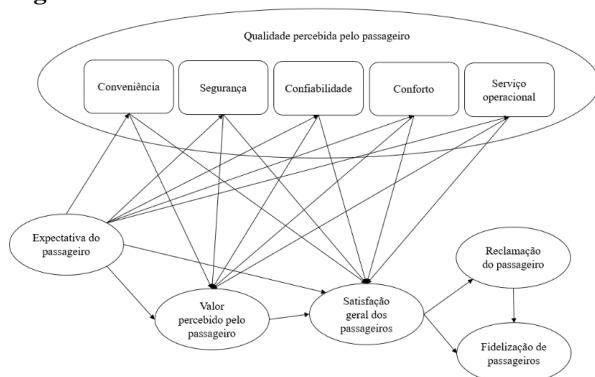 Qualidade percebida pelo passageiro
Conveniência
Segurança
Confiabilidade
Conforto
Serviço
operacional
Expectativa do
passageiro
Valor
percebido pelo
passageiro
Satisfação
geral dos
passageiros
Reclamação
do passageiro
Fidelização de
passageiros